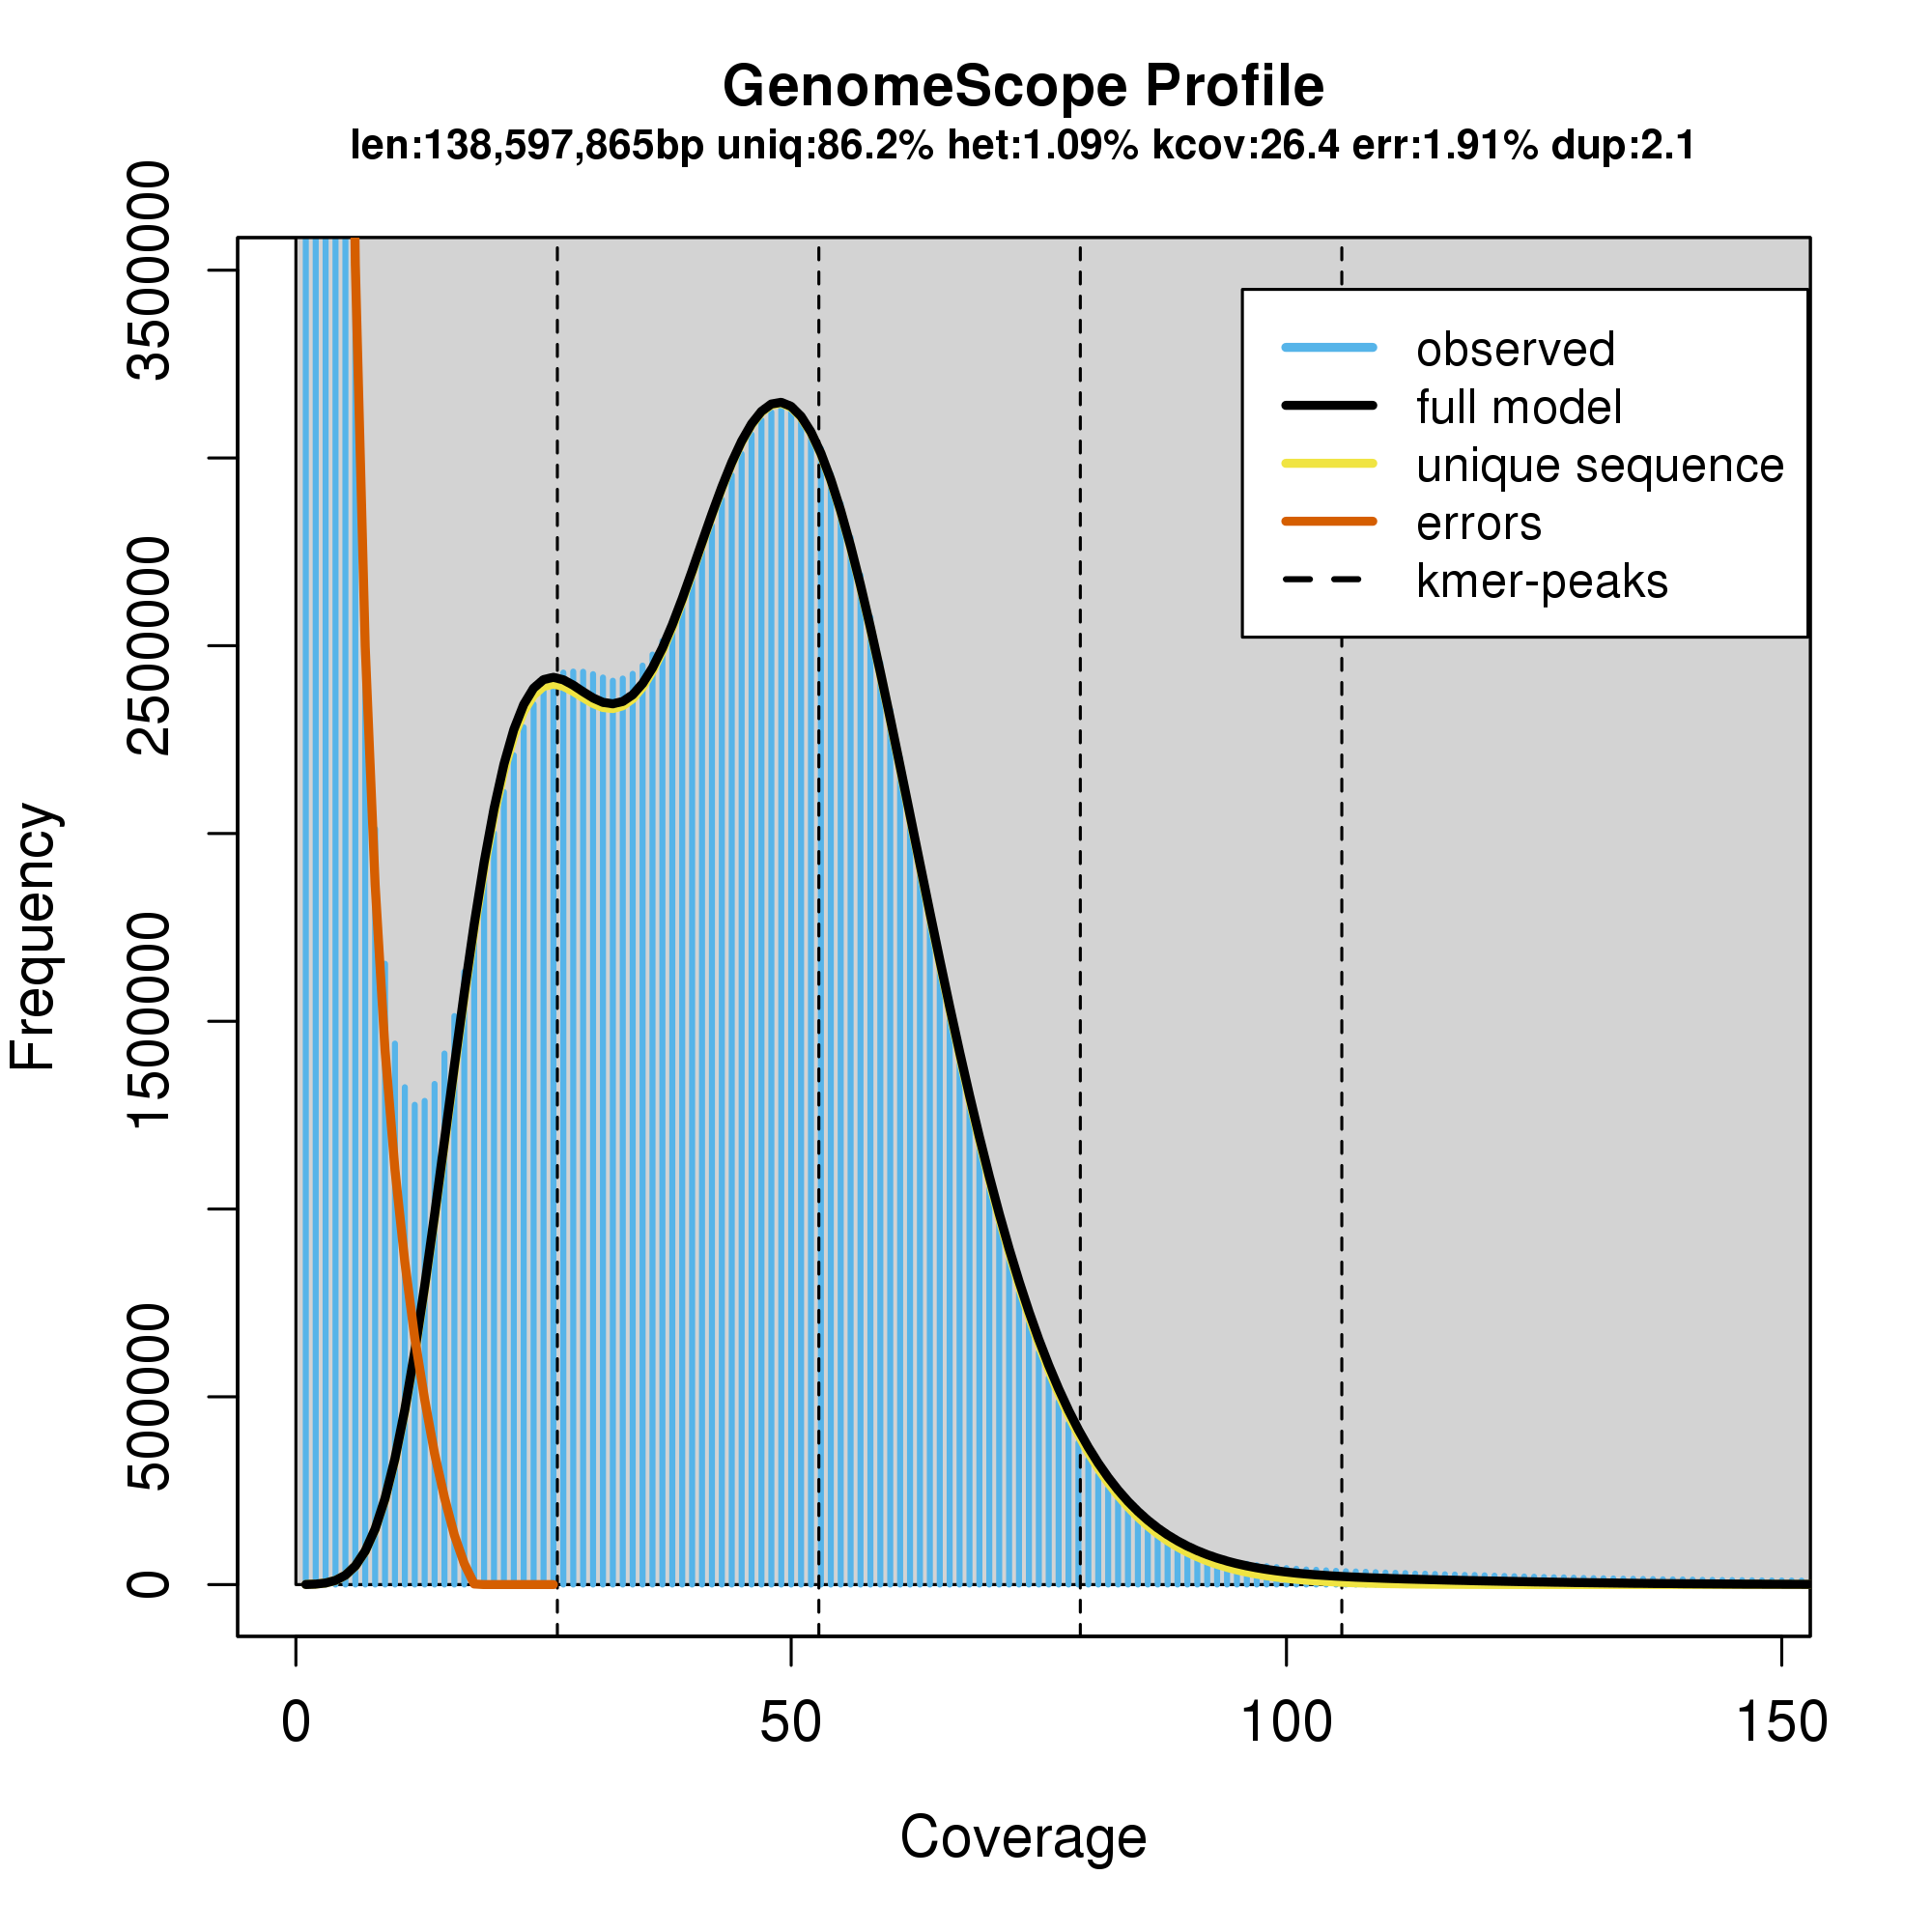 GenomeScope Profile
len:138,597,865bp uniq:86.2% het:1.09% kcov:26.4 err:1.91% dup:2.1
observed
full model
unique sequence
errors
kmer-peaks
Frequency
3500000
2500000
1500000
500000
0
0 50 100 150
Coverage